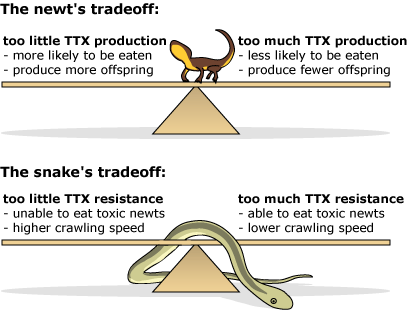 The newt's tradeoff:
too little TTX production
- more likely to be eaten
- produce more offspring
too much TTX production
- less likely to be eaten
- produce fewer offspring
The snake's tradeoff:
too little TTX resistance
- unable to eat toxic newts
- higher crawling speed
too much TTX resistance
- able to eat toxic newts
- lower crawling speed